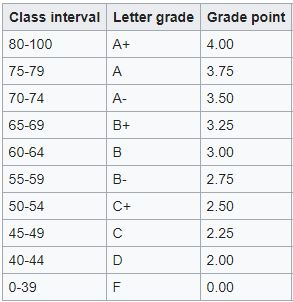 Class interval Letter grade Grade point
80-100 A+ 4.00
75-79 A 3.75
70-74 A- 3.50
65-69 B+ 3.25
60-64 B 3.00
55-59 B- 2.75
50-54 C+ 2.50
45-49 C 2.25
40-44 D 2.00
0-39 F 0.00